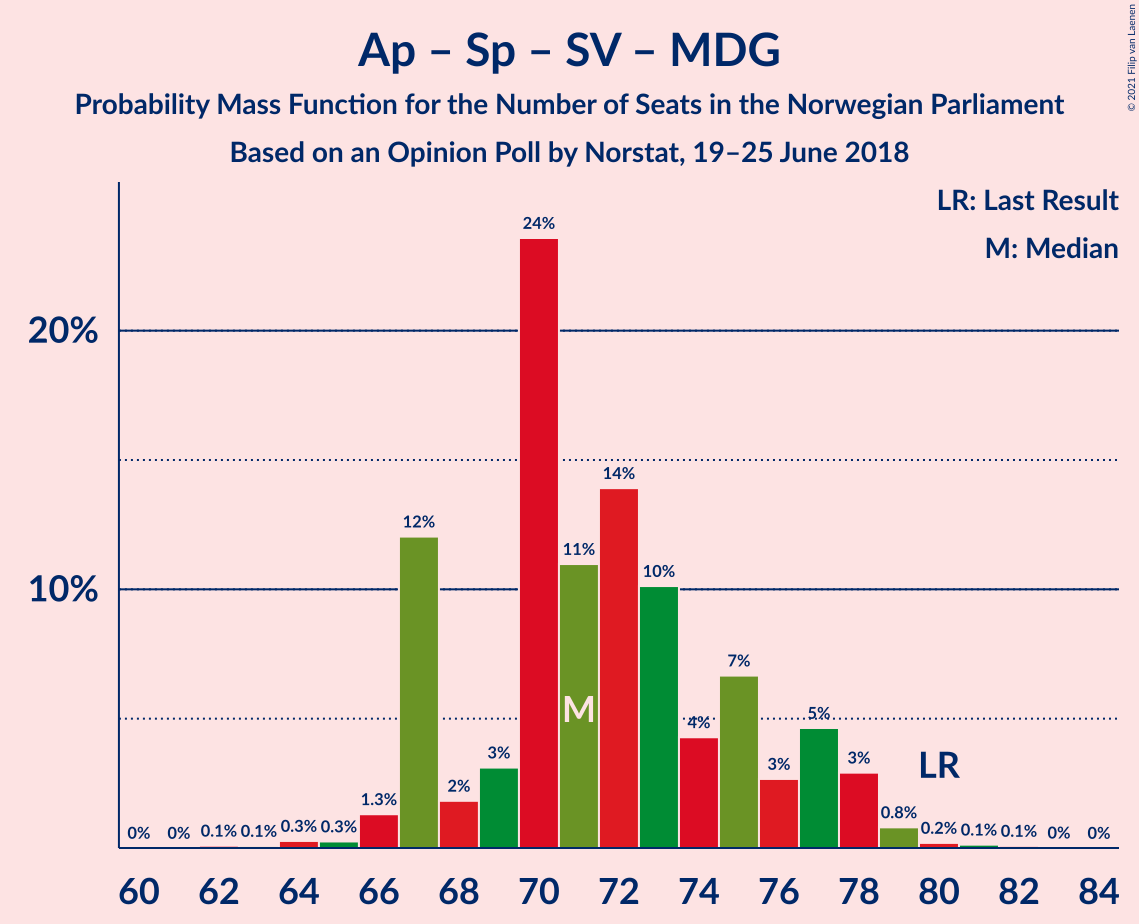 Ap – Sp – SV – MDG
Probability Mass Function for the Number of Seats in the Norwegian Parliament
Based on an Opinion Poll by Norstat, 19–25 June 2018
© 2021 Filip van Laenen
LR: Last Result
M: Median
20%
10%
0% 0% 0.1% 0.1% 0.3% 0.3% 1.3% 12% 2% 3% 24% 11% 14% 10% 4% 7% 3% 5% 3% 0.8% 0.2% 0.1% 0.1% 0% 0%
M
LR
60 62 64 66 68 70 72 74 76 78 80 82 84